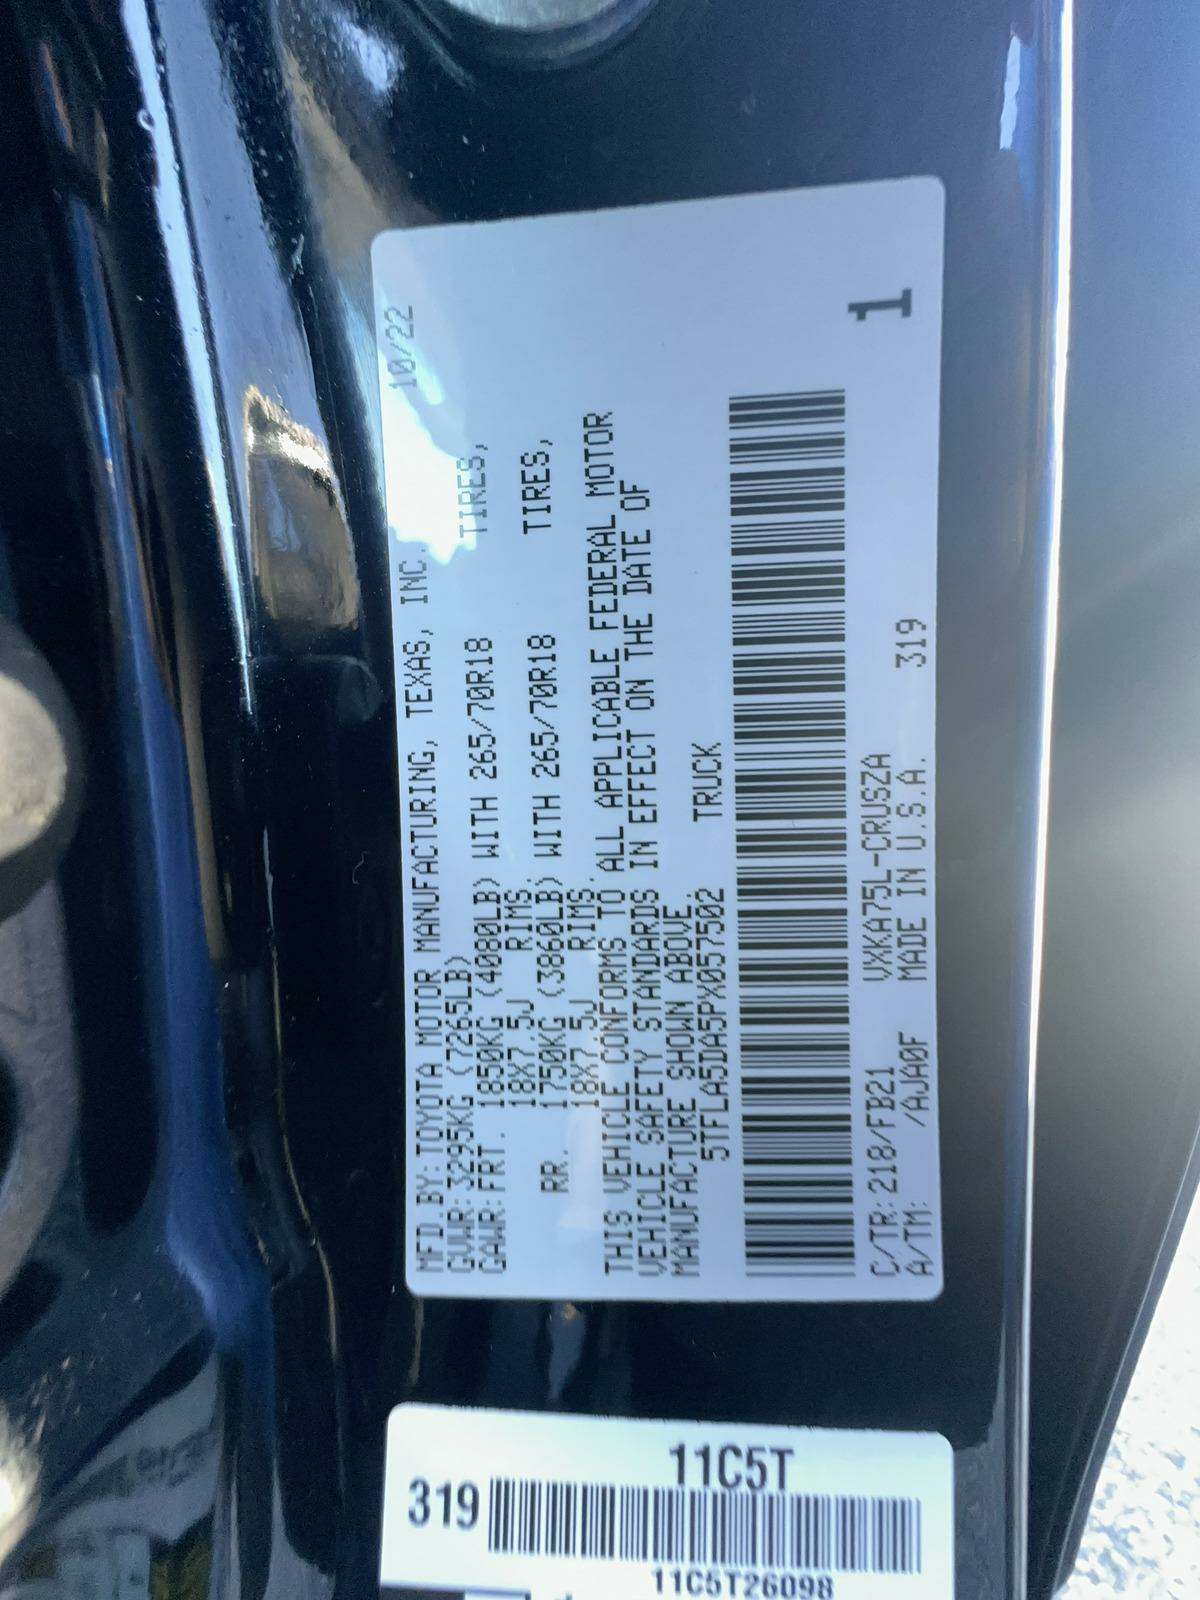 MFD.BY:TOYOTA MOTOR MANUFACTURING, TEXAS, INC. 10/22
GVWR:3295KG (7265LB)
GAWR:FRT. 1850KG (4080LB) WITH 265/70R18 TIRES,
18X7.5J RIMS,
RR. 1750KG (3860LB) WITH 265/70R18 TIRES,
18X7.5J RIMS.
THIS VEHICLE CONFORMS TO ALL APPLICABLE FEDERAL MOTOR
VEHICLE SAFETY STANDARDS IN EFFECT ON THE DATE OF
MANUFACTURE SHOWN ABOVE.
5TFLA5DA5PX057502 TRUCK
C/TR:218/FB21 VXKA75L-CRUSZA 1
A/TM: /AJA0F MADE IN U.S.A. 319
11C5T
319
11C5T26098